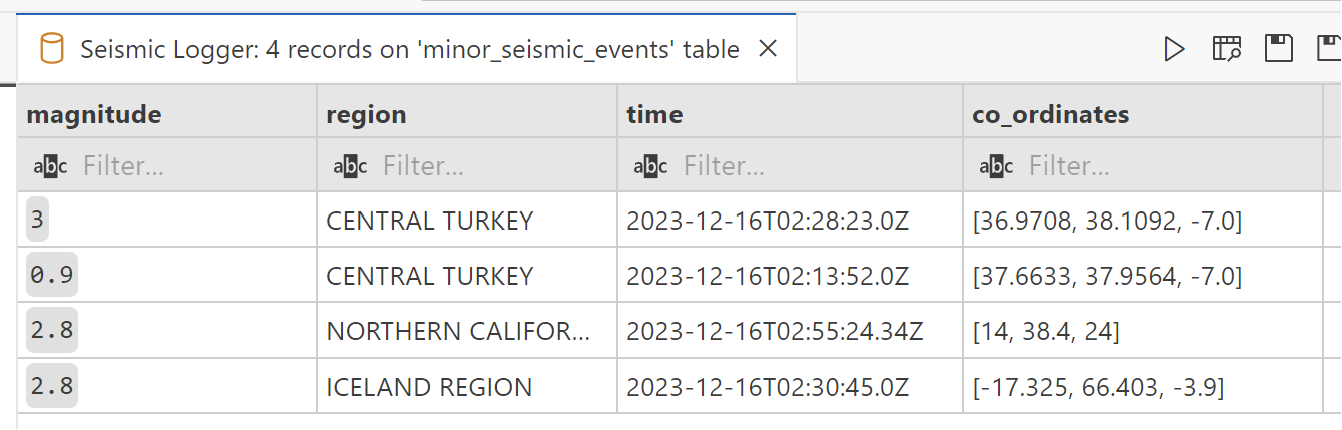 Seismic Logger: 4 records on 'minor_seismic_events' table
magnitude region time co_ordinates
abc Filter... abc Filter... abc Filter... abc Filter...
3 CENTRAL TURKEY 2023-12-16T02:28:23.0Z [36.9708, 38.1092, -7.0]
0.9 CENTRAL TURKEY 2023-12-16T02:13:52.0Z [37.6633, 37.9564, -7.0]
2.8 NORTHERN CALIFOR... 2023-12-16T02:55:24.34Z [14, 38.4, 24]
2.8 ICELAND REGION 2023-12-16T02:30:45.0Z [-17.325, 66.403, -3.9]